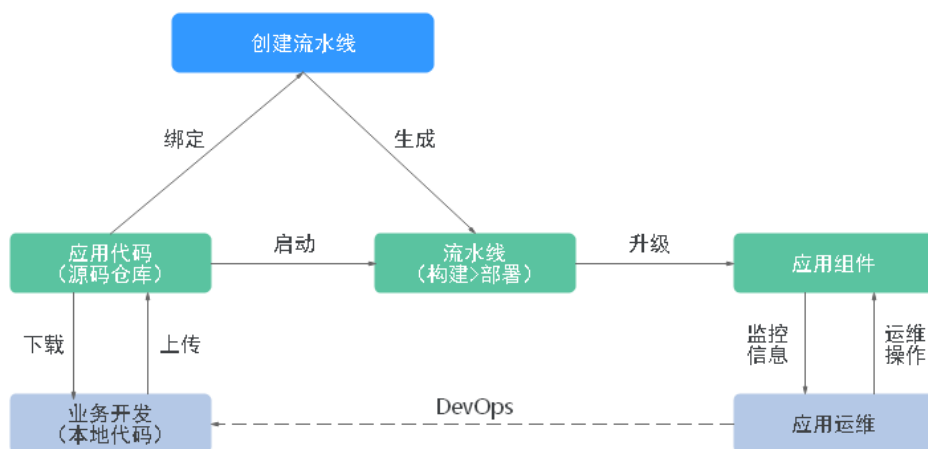 创建流水线
绑定
生成
应用代码
（源码仓库）
启动
流水线
（构建>部署）
升级
应用组件
下载
上传
监控
信息
运维
操作
业务开发
（本地代码）
DevOps
应用运维